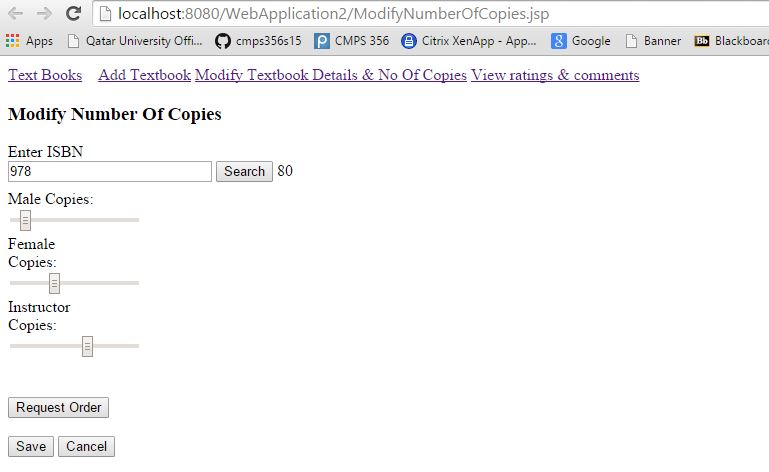 localhost:8080/WebApplication2/ModifyNumberOfCopies.jsp
Apps Qatar University Offi... cmps356s15 CMPS 356 Citrix XenApp - App... Google Banner Blackboard
Text Books Add Textbook Modify Textbook Details & No Of Copies View ratings & comments
Modify Number Of Copies
Enter ISBN
978 Search 80
Male Copies:
Female
Copies:
Instructor
Copies:
Request Order
Save Cancel